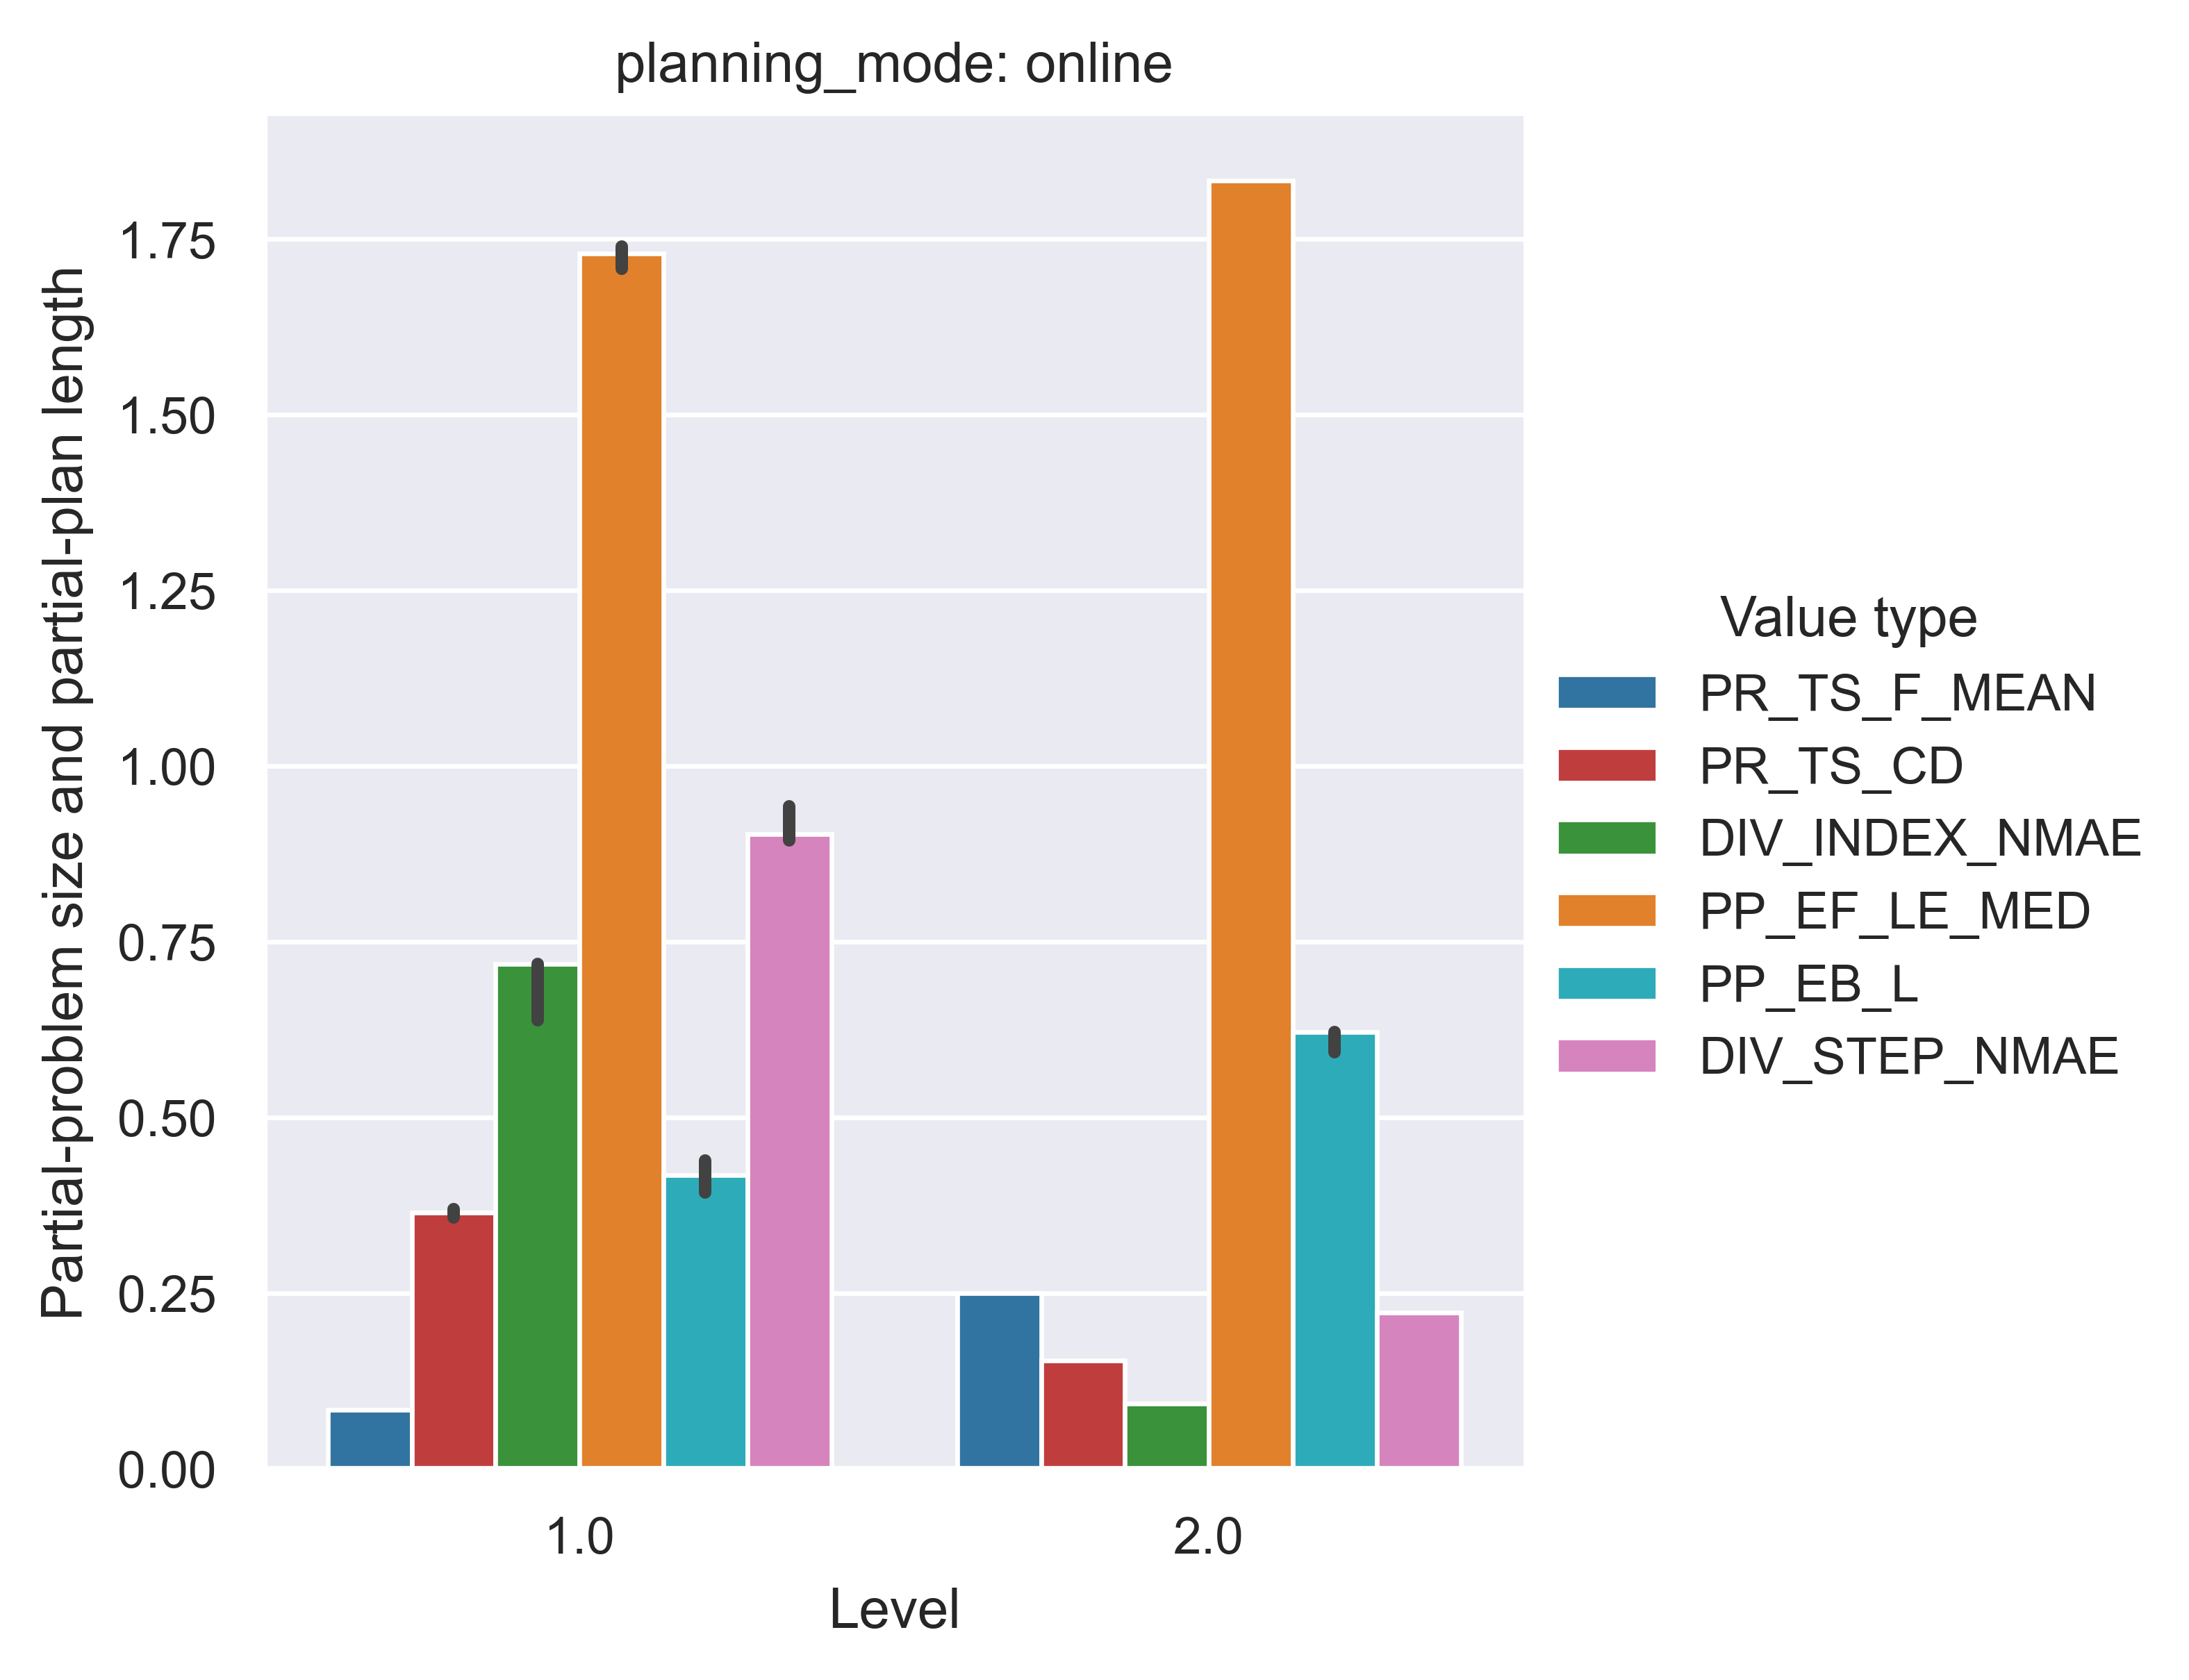 planning_mode: online
Partial-problem size and partial-plan length
1.75
1.50
1.25
1.00
0.75
0.50
0.25
0.00
1.0
2.0
Level
Value type
PR_TS_F_MEAN
PR_TS_CD
DIV_INDEX_NMAE
PP_EF_LE_MED
PP_EB_L
DIV_STEP_NMAE